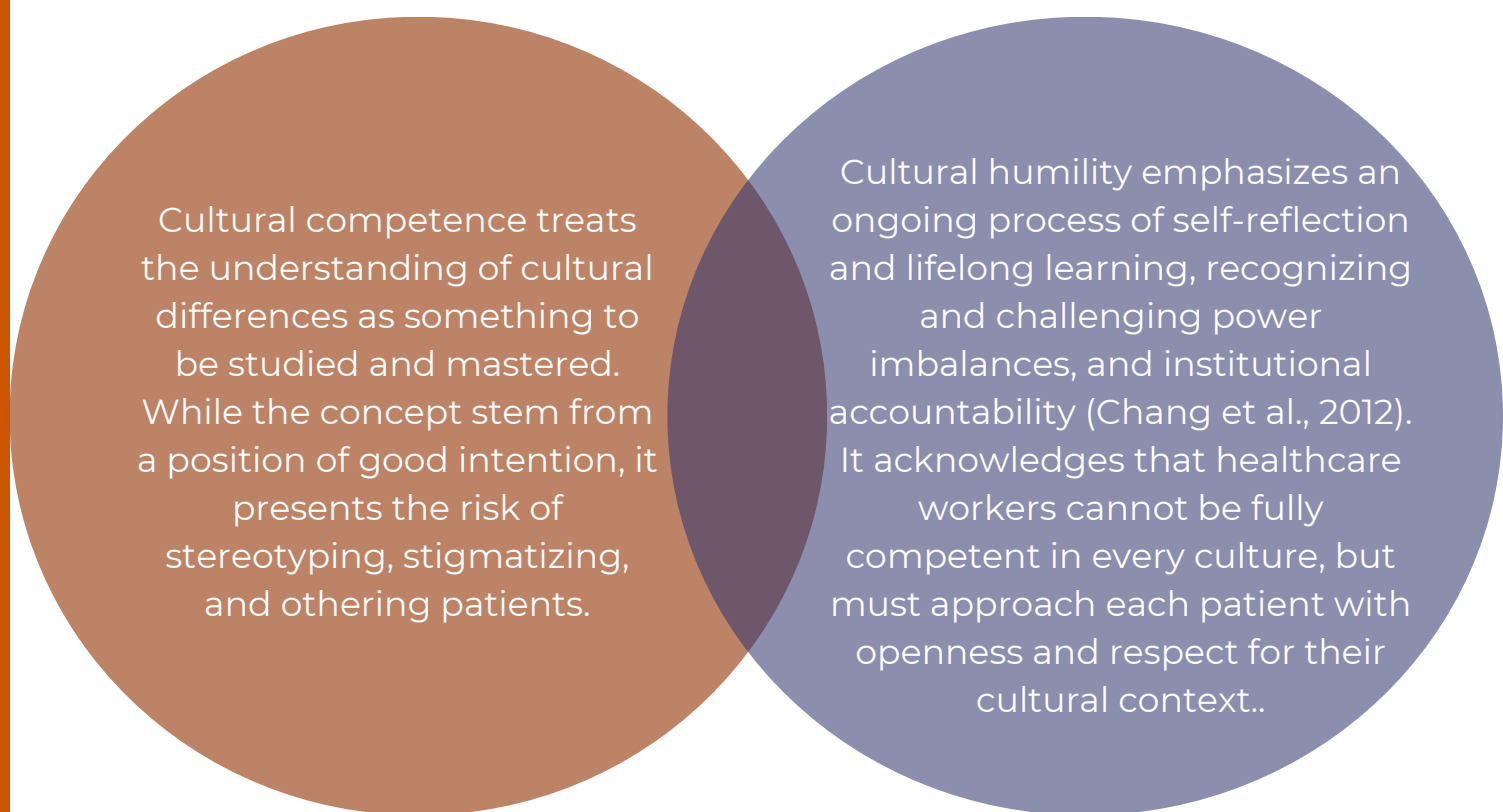 Cultural competence treats
the understanding of cultural
differences as something to
be studied and mastered.
While the concept stem from
a position of good intention, it
presents the risk of
stereotyping, stigmatizing,
and othering patients.
Cultural humility emphasizes an
ongoing process of self-reflection
and lifelong learning, recognizing
and challenging power
imbalances, and institutional
accountability (Chang et al., 2012).
It acknowledges that healthcare
workers cannot be fully
competent in every culture, but
must approach each patient with
openness and respect for their
cultural context..